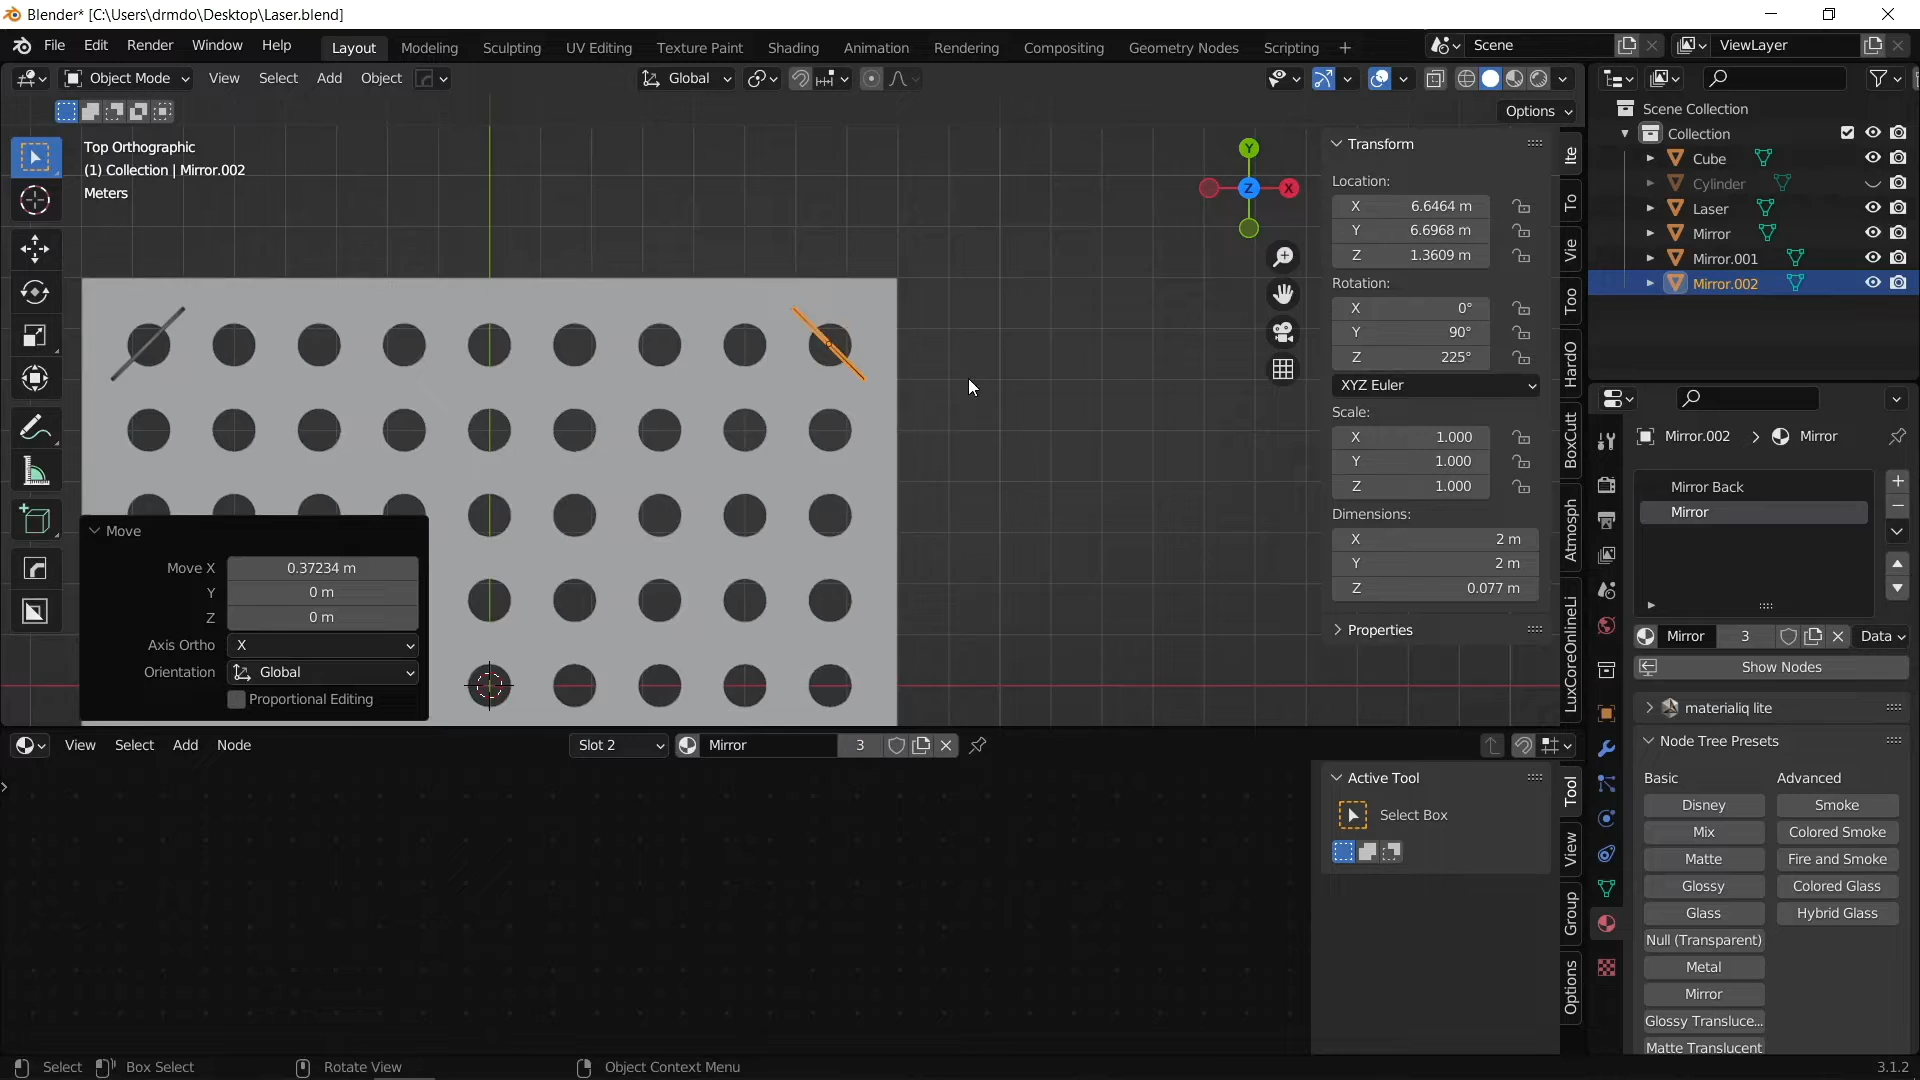 Blender* [C:\Users\drmdo\Desktop\Laser.blend]
File Edit Render Window Help
Layout Modeling Sculpting UV Editing Texture Paint Shading Animation Rendering Compositing Geometry Nodes Scripting +
Scene
ViewLayer
Object Mode View Select Add Object
Global
Options
Top Orthographic
(1) Collection | Mirror.002
Meters
Y
Z
X
Move
Move X 0.37234 m
Y 0 m
Z 0 m
Axis Ortho X
Orientation Global
Proportional Editing
Transform
Location:
X 6.6464 m
Y 6.6968 m
Z 1.3609 m
Rotation:
X 0°
Y 90°
Z 225°
XYZ Euler
Scale:
X 1.000
Y 1.000
Z 1.000
Dimensions:
X 2 m
Y 2 m
Z 0.077 m
Properties
Ite
To
Vie
Too
HardO
BoxCutt
Atmosph
LuxCoreOnlineLi
Scene Collection
Collection
Cube
Cylinder
Laser
Mirror
Mirror.001
Mirror.002
Mirror.002 > Mirror
Mirror Back
Mirror
Mirror 3 Data
Show Nodes
materialiq lite
Node Tree Presets
Basic Advanced
Disney Smoke
Mix Colored Smoke
Matte Fire and Smoke
Glossy Colored Glass
Glass Hybrid Glass
Null (Transparent)
Metal
Mirror
Glossy Transluce...
Matte Translucent
View Select Add Node
Slot 2
Mirror 3
Active Tool
Select Box
Tool
View
Group
Options
Select Box Select Rotate View Object Context Menu
3.1.2